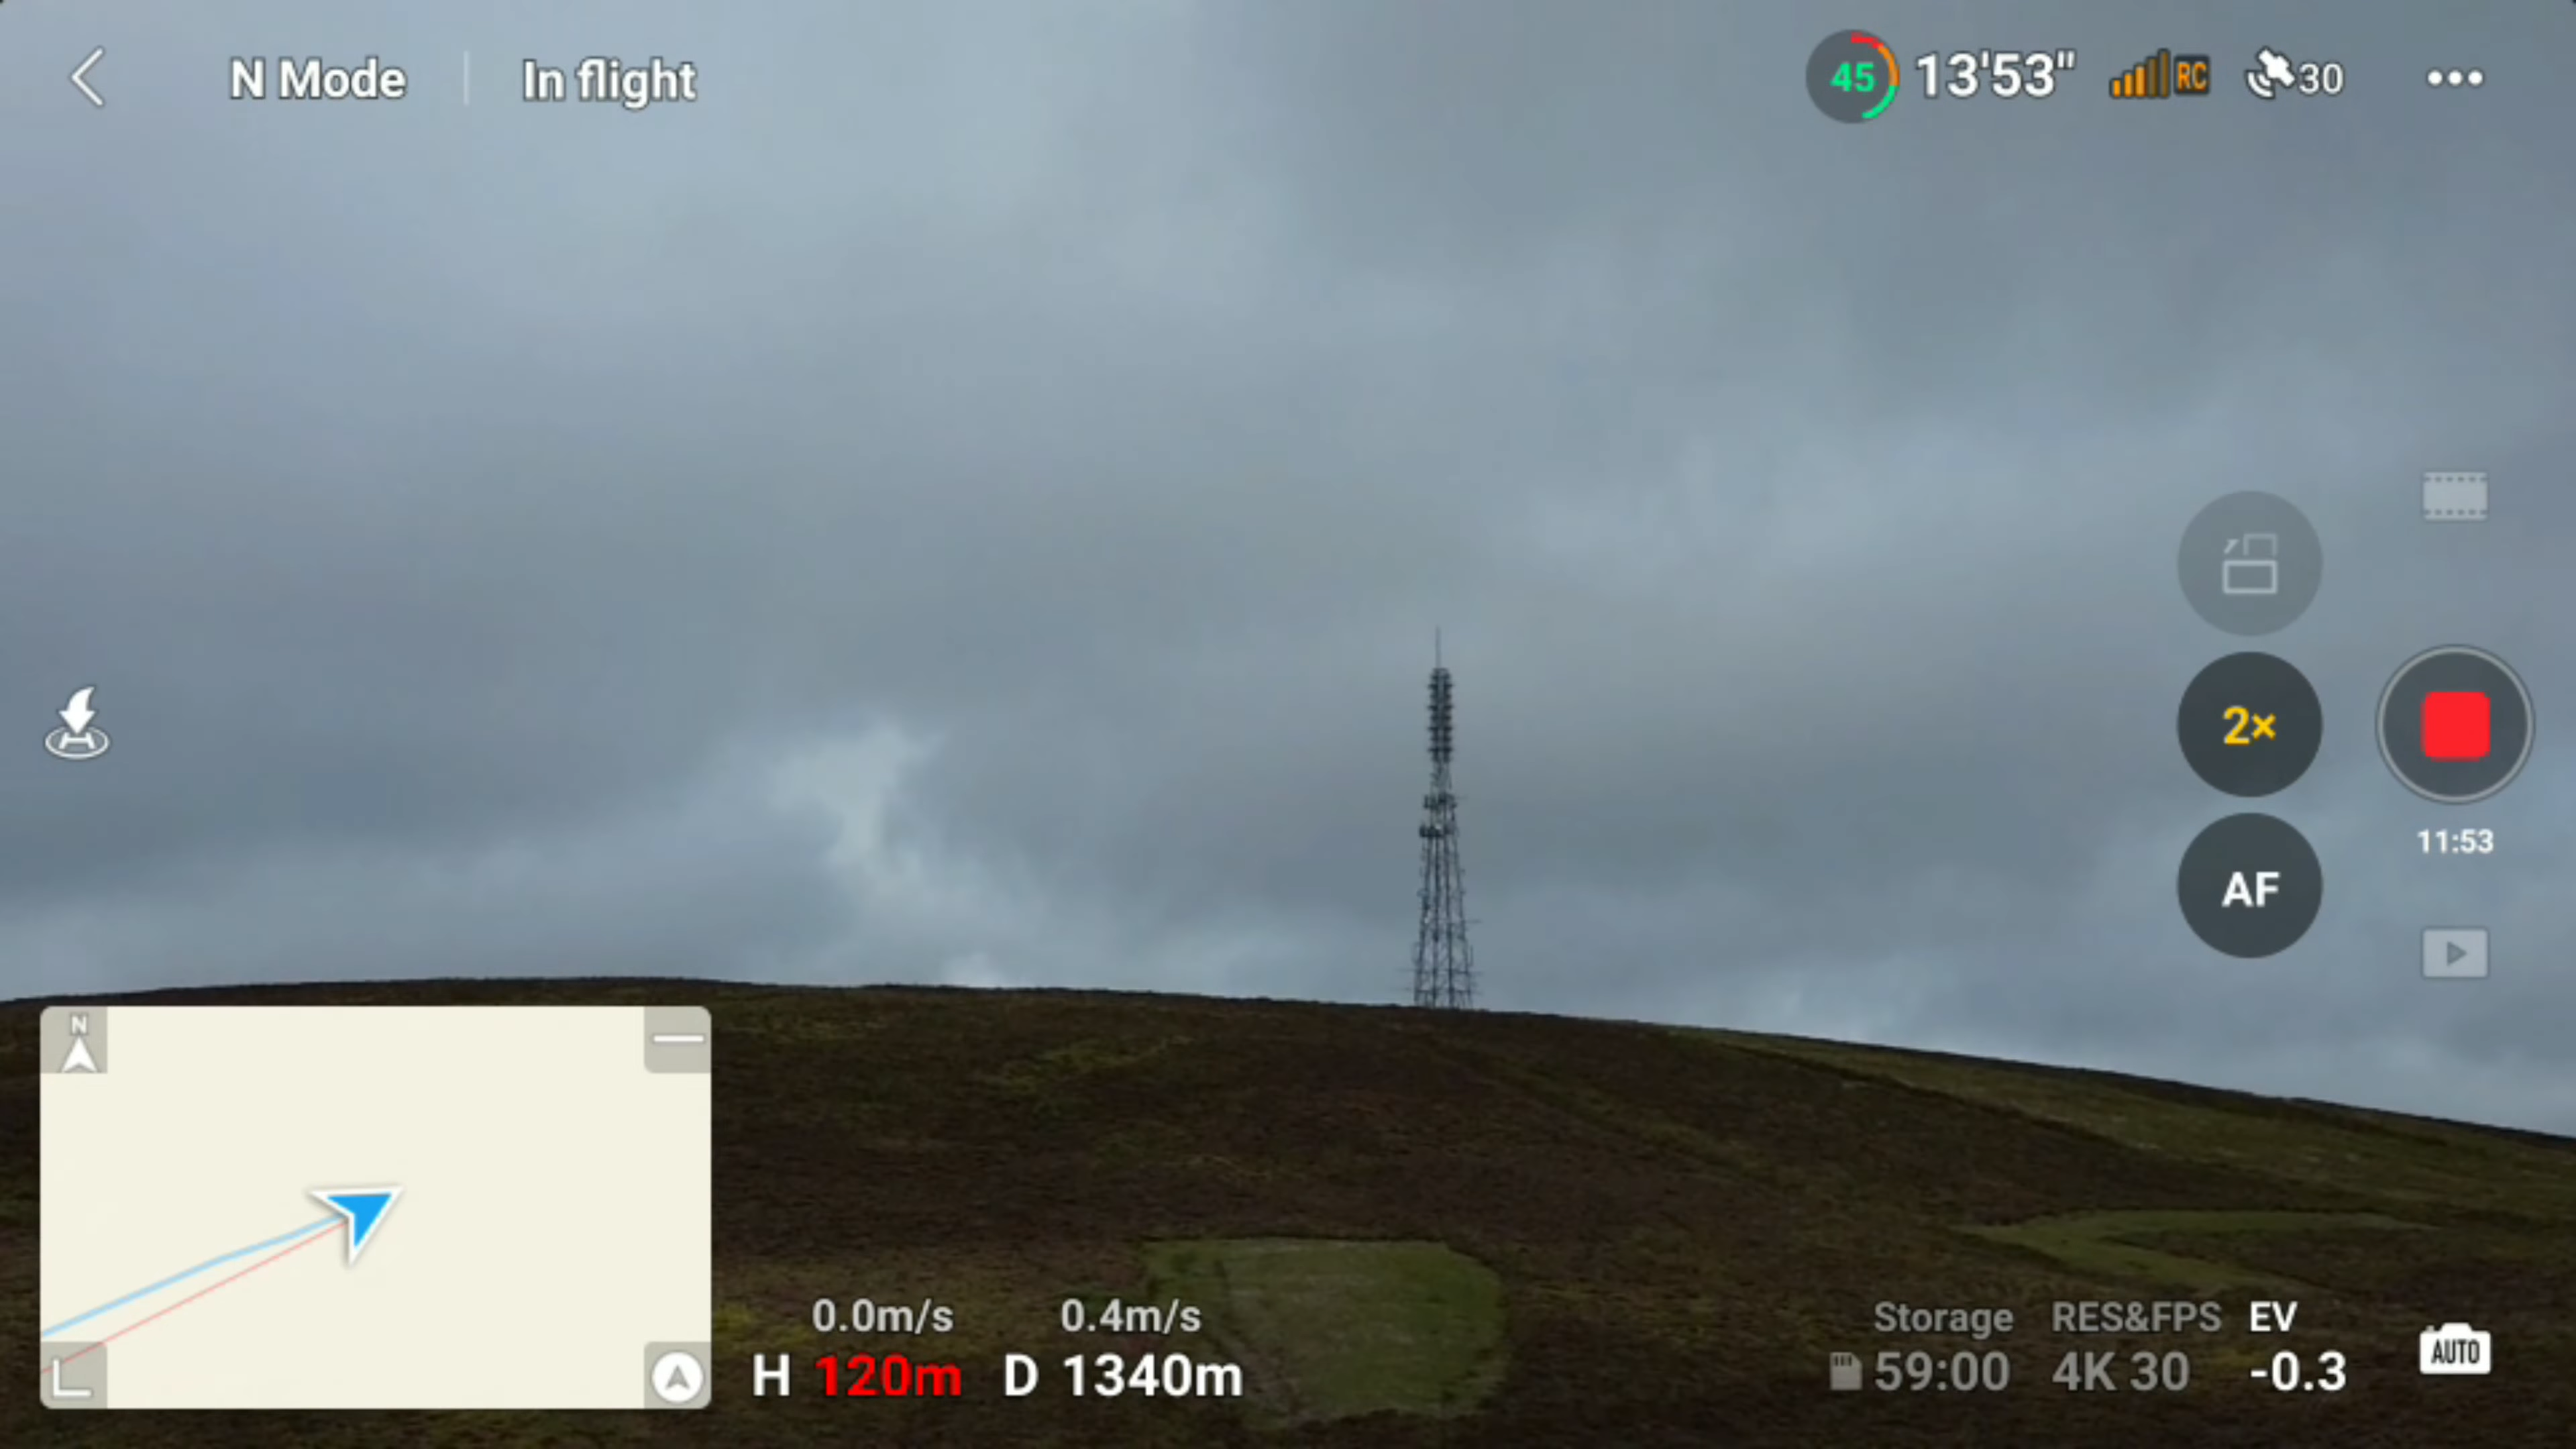 N Mode | In flight
45 13'53" RC 30
2×
11:53
AF
N
0.0m/s 0.4m/s
H 120m D 1340m
Storage RES&FPS EV
59:00 4K 30 -0.3
AUTO